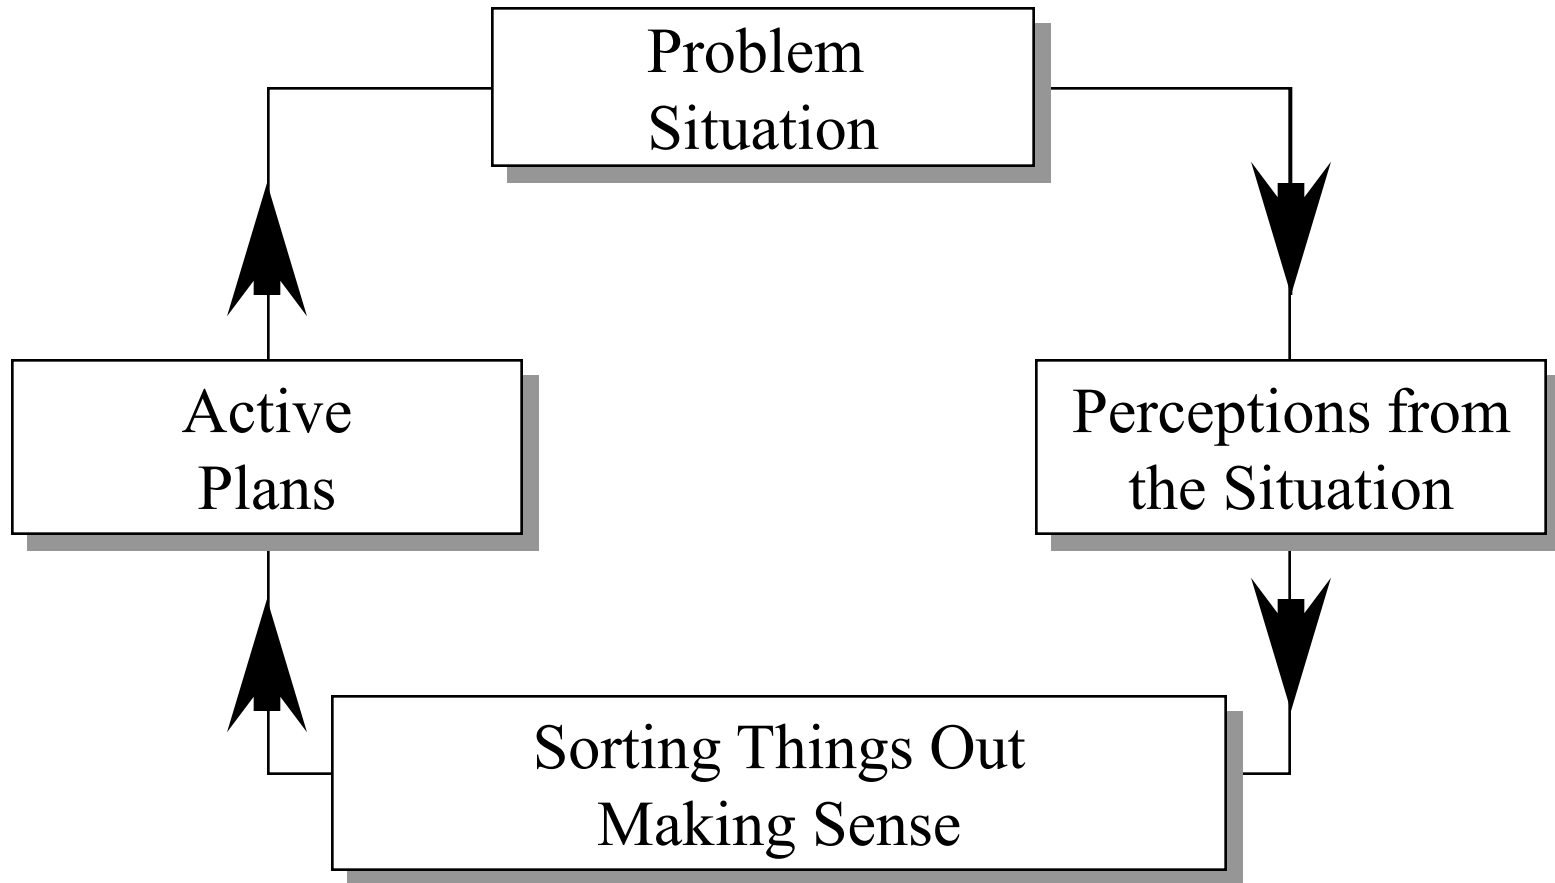 Problem
Situation
Active
Plans
Perceptions from
the Situation
Sorting Things Out
Making Sense